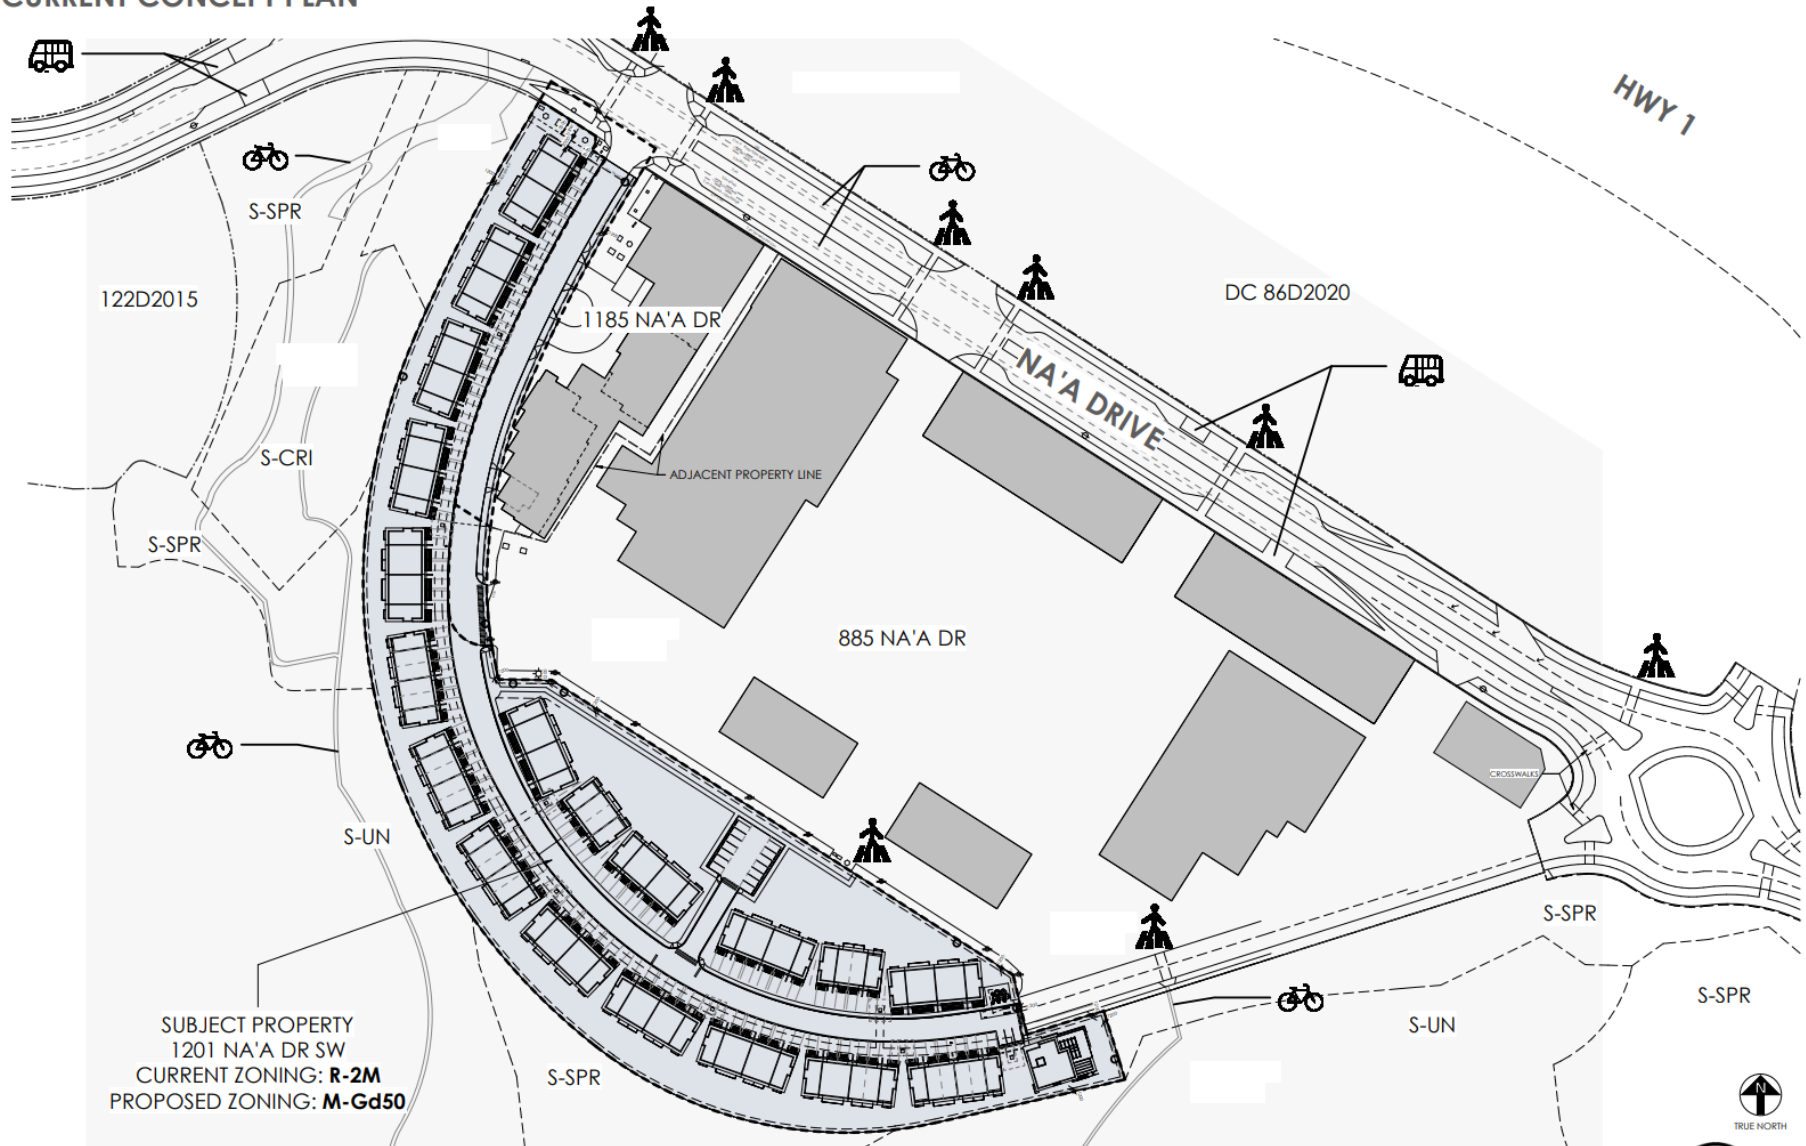 CURRENT CONCEPT PLAN
HWY 1
S-SPR
122D2015
1185 NA'A DR
DC 86D2020
NA'A DRIVE
S-CRI
ADJACENT PROPERTY LINE
S-SPR
885 NA'A DR
CROSSWALKS
S-UN
S-SPR
S-SPR
SUBJECT PROPERTY
1201 NA'A DR SW
CURRENT ZONING: R-2M
PROPOSED ZONING: M-Gd50
S-SPR
S-UN
N
TRUE NORTH